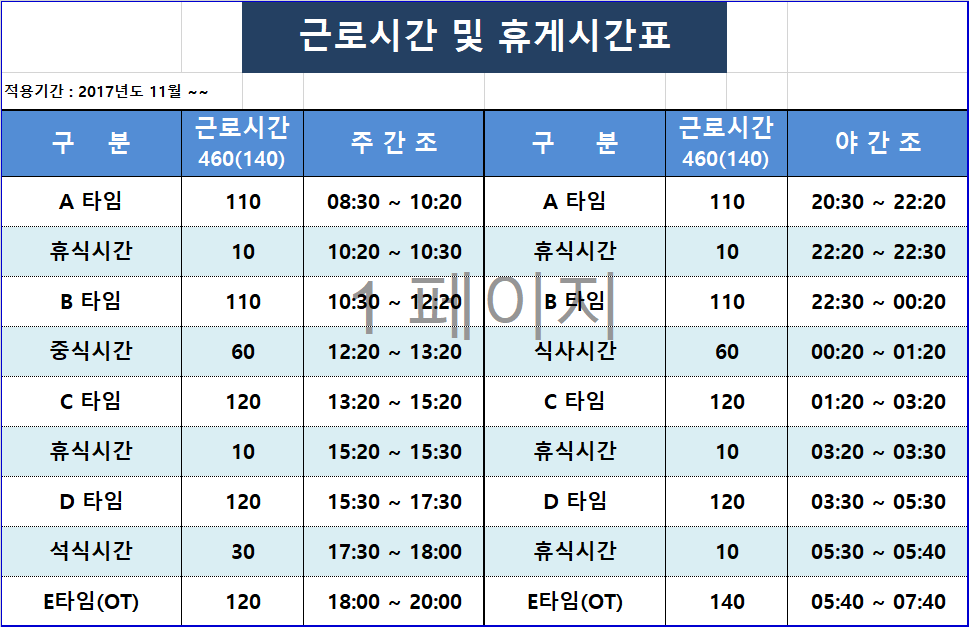 근로시간 및 휴게시간표
적용기간 : 2017년도 11월 ~~
구 분 근로시간 460(140) 주 간 조 구 분 근로시간 460(140) 야 간 조
A 타임 110 08:30 ~ 10:20 A 타임 110 20:30 ~ 22:20
휴식시간 10 10:20 ~ 10:30 휴식시간 10 22:20 ~ 22:30
B 타임 110 10:30 ~ 12:20 B 타임 110 22:30 ~ 00:20
1 페이지
중식시간 60 12:20 ~ 13:20 식사시간 60 00:20 ~ 01:20
C 타임 120 13:20 ~ 15:20 C 타임 120 01:20 ~ 03:20
휴식시간 10 15:20 ~ 15:30 휴식시간 10 03:20 ~ 03:30
D 타임 120 15:30 ~ 17:30 D 타임 120 03:30 ~ 05:30
석식시간 30 17:30 ~ 18:00 휴식시간 10 05:30 ~ 05:40
E타임(OT) 120 18:00 ~ 20:00 E타임(OT) 140 05:40 ~ 07:40